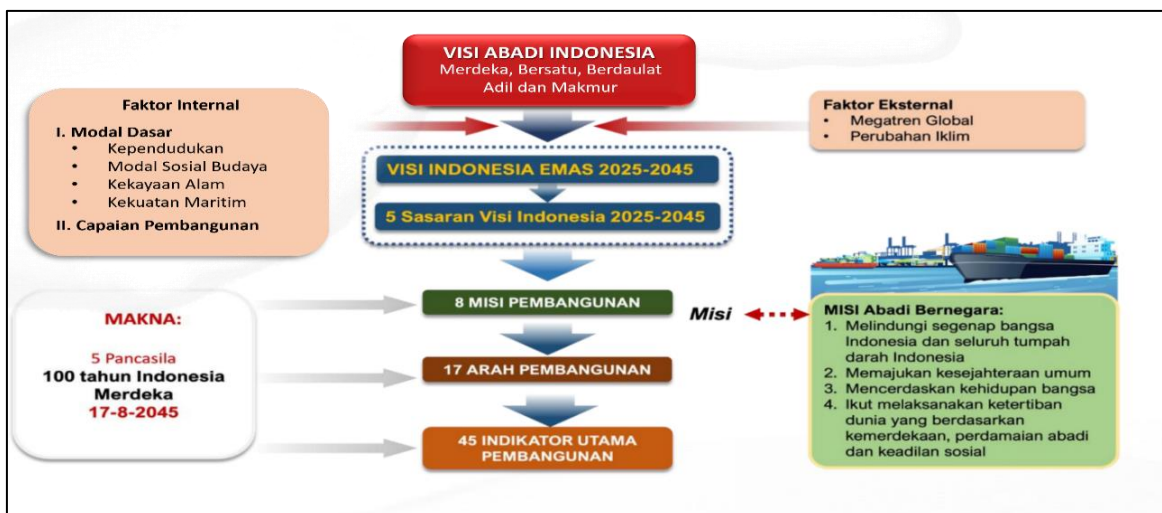 VISI ABADI INDONESIA
Merdeka, Bersatu, Berdaulat
Adil dan Makmur
Faktor Internal
I. Modal Dasar
• Kependudukan
• Modal Sosial Budaya
• Kekayaan Alam
• Kekuatan Maritim
II. Capaian Pembangunan
Faktor Eksternal
• Megatren Global
• Perubahan Iklim
VISI INDONESIA EMAS 2025-2045
5 Sasaran Visi Indonesia 2025-2045
MAKNA:
5 Pancasila
100 tahun Indonesia
Merdeka
17-8-2045
8 MISI PEMBANGUNAN
17 ARAH PEMBANGUNAN
45 INDIKATOR UTAMA
PEMBANGUNAN
Misi
MISI Abadi Bernegara:
1. Melindungi segenap bangsa
Indonesia dan seluruh tumpah
darah Indonesia
2. Memajukan kesejahteraan umum
3. Mencerdaskan kehidupan bangsa
4. Ikut melaksanakan ketertiban
dunia yang berdasarkan
kemerdekaan, perdamaian abadi
dan keadilan sosial